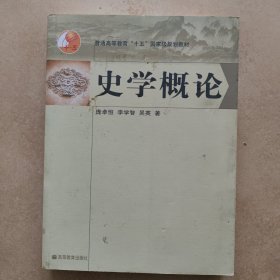 普通高等教育“十五”国家级规划教材
史学概论
庞卓恒 李学智 吴英 著
高等教育出版社